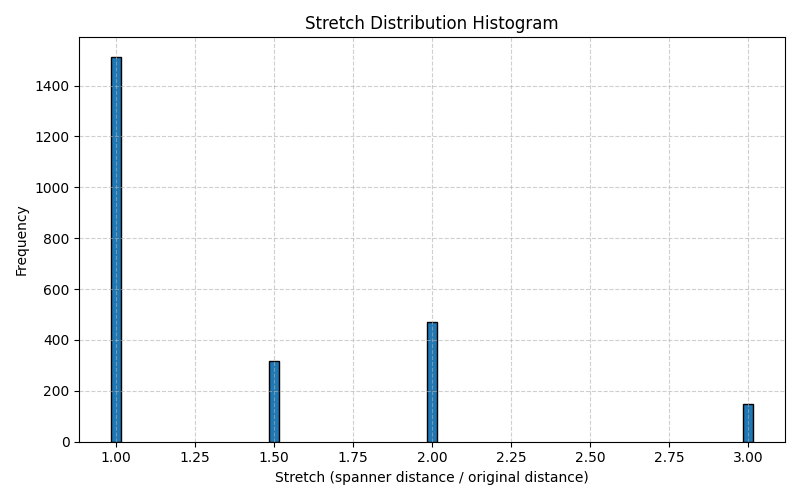 Stretch Distribution Histogram
Frequency
1400
1200
1000
800
600
400
200
0
1.00 1.25 1.50 1.75 2.00 2.25 2.50 2.75 3.00
Stretch (spanner distance / original distance)